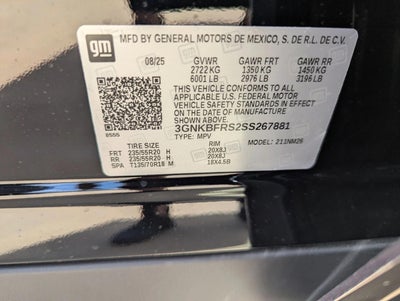 gm
MFD BY GENERAL MOTORS DE MEXICO, S. DE R.L. DE C.V.
08/25 GVWR GAWR FRT GAWR RR
2722 KG 1350 KG 1450 KG
6001 LB 2976 LB 3196 LB
THIS VEHICLE CONFORMS TO ALL APPLICABLE
U.S. FEDERAL MOTOR
VEHICLE SAFETY STANDARDS IN EFFECT ON
THE DATE OF MANUFACTURE SHOWN ABOVE.
3GNKBFRS2SS267881
TYPE: MPV MODEL: 211NM26
TIRE SIZE RIM
FRT 235/55R20 H 20X8J
RR 235/55R20 H 20X8J
SPA T135/70R18 M 18X4.5B